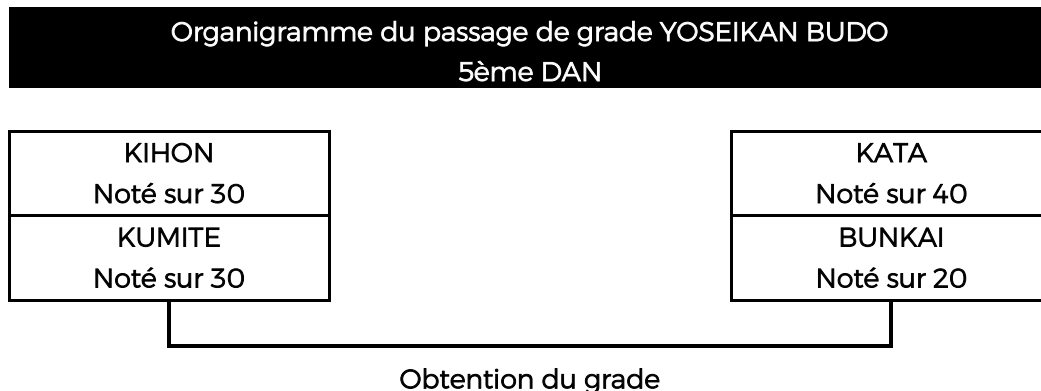 Organigramme du passage de grade YOSEIKAN BUDO
5ème DAN
KIHON
Noté sur 30
KUMITE
Noté sur 30
KATA
Noté sur 40
BUNKAI
Noté sur 20
Obtention du grade